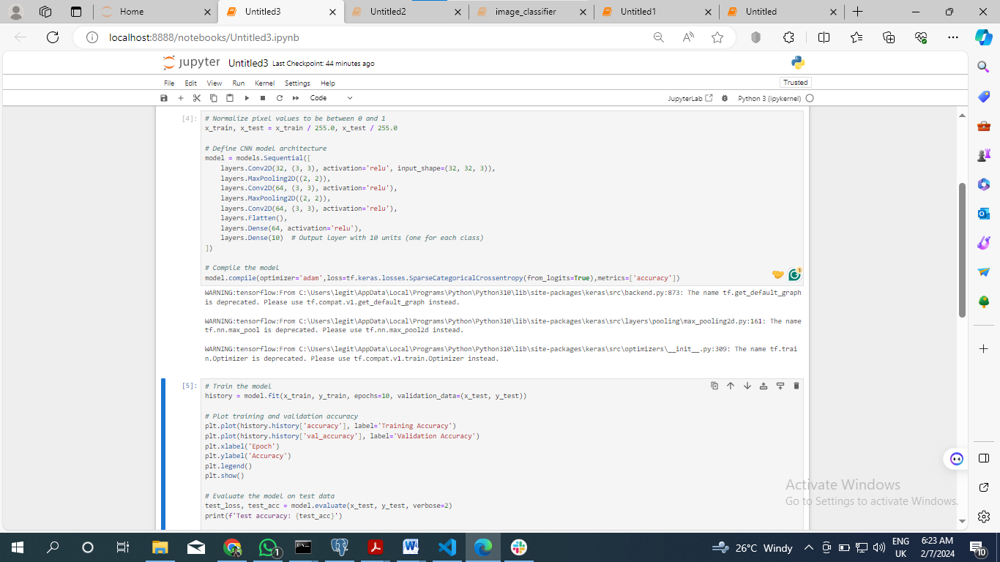 Home
Untitled3
Untitled2
image_classifier
Untitled1
Untitled
localhost:8888/notebooks/Untitled3.ipynb
jupyter Untitled3 Last Checkpoint: 44 minutes ago
File Edit View Run Kernel Settings Help
Trusted
Code
JupyterLab
Python 3 (ipykernel)
[4]:
# Normalize pixel values to be between 0 and 1
x_train, x_test = x_train / 255.0, x_test / 255.0
# Define CNN model architecture
model = models.Sequential([
layers.Conv2D(32, (3, 3), activation='relu', input_shape=(32, 32, 3)),
layers.MaxPooling2D((2, 2)),
layers.Conv2D(64, (3, 3), activation='relu'),
layers.MaxPooling2D((2, 2)),
layers.Conv2D(64, (3, 3), activation='relu'),
layers.Flatten(),
layers.Dense(64, activation='relu'),
layers.Dense(10)  # Output layer with 10 units (one for each class)
])
# Compile the model
model.compile(optimizer='adam',loss=tf.keras.losses.SparseCategoricalCrossentropy(from_logits=True),metrics=['accuracy'])
1
WARNING:tensorflow:From C:\Users\legit\AppData\Local\Programs\Python\Python310\lib\site-packages\keras\src\backend.py:873: The name tf.get_default_graph
is deprecated. Please use tf.compat.v1.get_default_graph instead.
WARNING:tensorflow:From C:\Users\legit\AppData\Local\Programs\Python\Python310\lib\site-packages\keras\src\layers\pooling\max_pooling2d.py:161: The name
tf.nn.max_pool is deprecated. Please use tf.nn.max_pool2d instead.
WARNING:tensorflow:From C:\Users\legit\AppData\Local\Programs\Python\Python310\lib\site-packages\keras\src\optimizers\__init__.py:309: The name tf.trai
n.Optimizer is deprecated. Please use tf.compat.v1.train.Optimizer instead.
[5]:
# Train the model
history = model.fit(x_train, y_train, epochs=10, validation_data=(x_test, y_test))
# Plot training and validation accuracy
plt.plot(history.history['accuracy'], label='Training Accuracy')
plt.plot(history.history['val_accuracy'], label='Validation Accuracy')
plt.xlabel('Epoch')
plt.ylabel('Accuracy')
plt.legend()
plt.show()
# Evaluate the model on test data
test_loss, test_acc = model.evaluate(x_test, y_test, verbose=2)
print(f'Test accuracy: {test_acc}')
Activate Windows
Go to Settings to activate Windows.
1
26°C Windy
ENG
UK
6:23 AM
2/7/2024
10